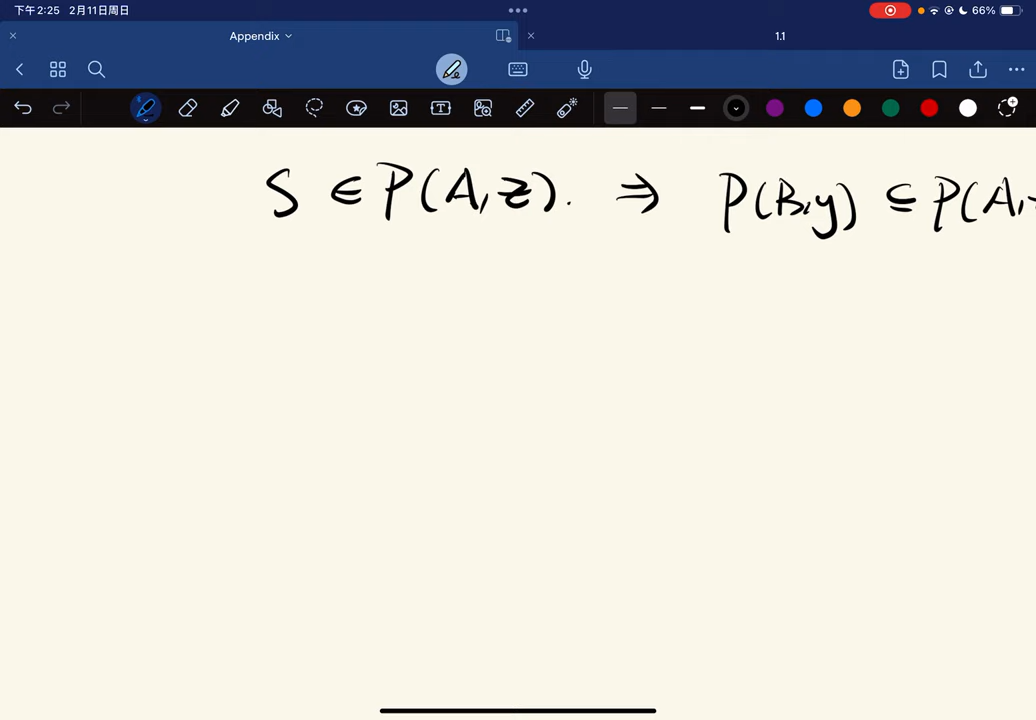 下午2:25 2月11日周日 66%
Appendix 1.1
S ∈ P(A,z). ⇒ P(B,y) ⊆ P(A,